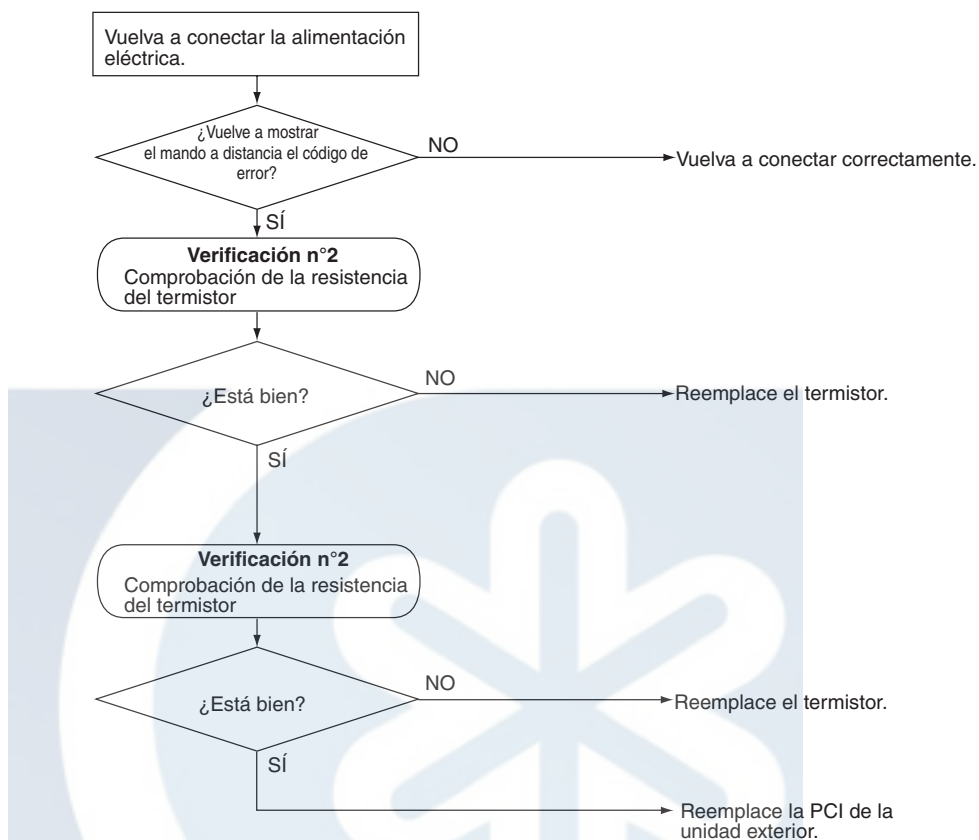 Vuelva a conectar la alimentación
eléctrica.
¿Vuelve a mostrar
el mando a distancia el código de
error?
NO
Vuelva a conectar correctamente.
SÍ
Verificación n°2
Comprobación de la resistencia
del termistor
¿Está bien?
NO
Reemplace el termistor.
SÍ
Verificación n°2
Comprobación de la resistencia
del termistor
¿Está bien?
NO
Reemplace el termistor.
SÍ
Reemplace la PCI de la
unidad exterior.